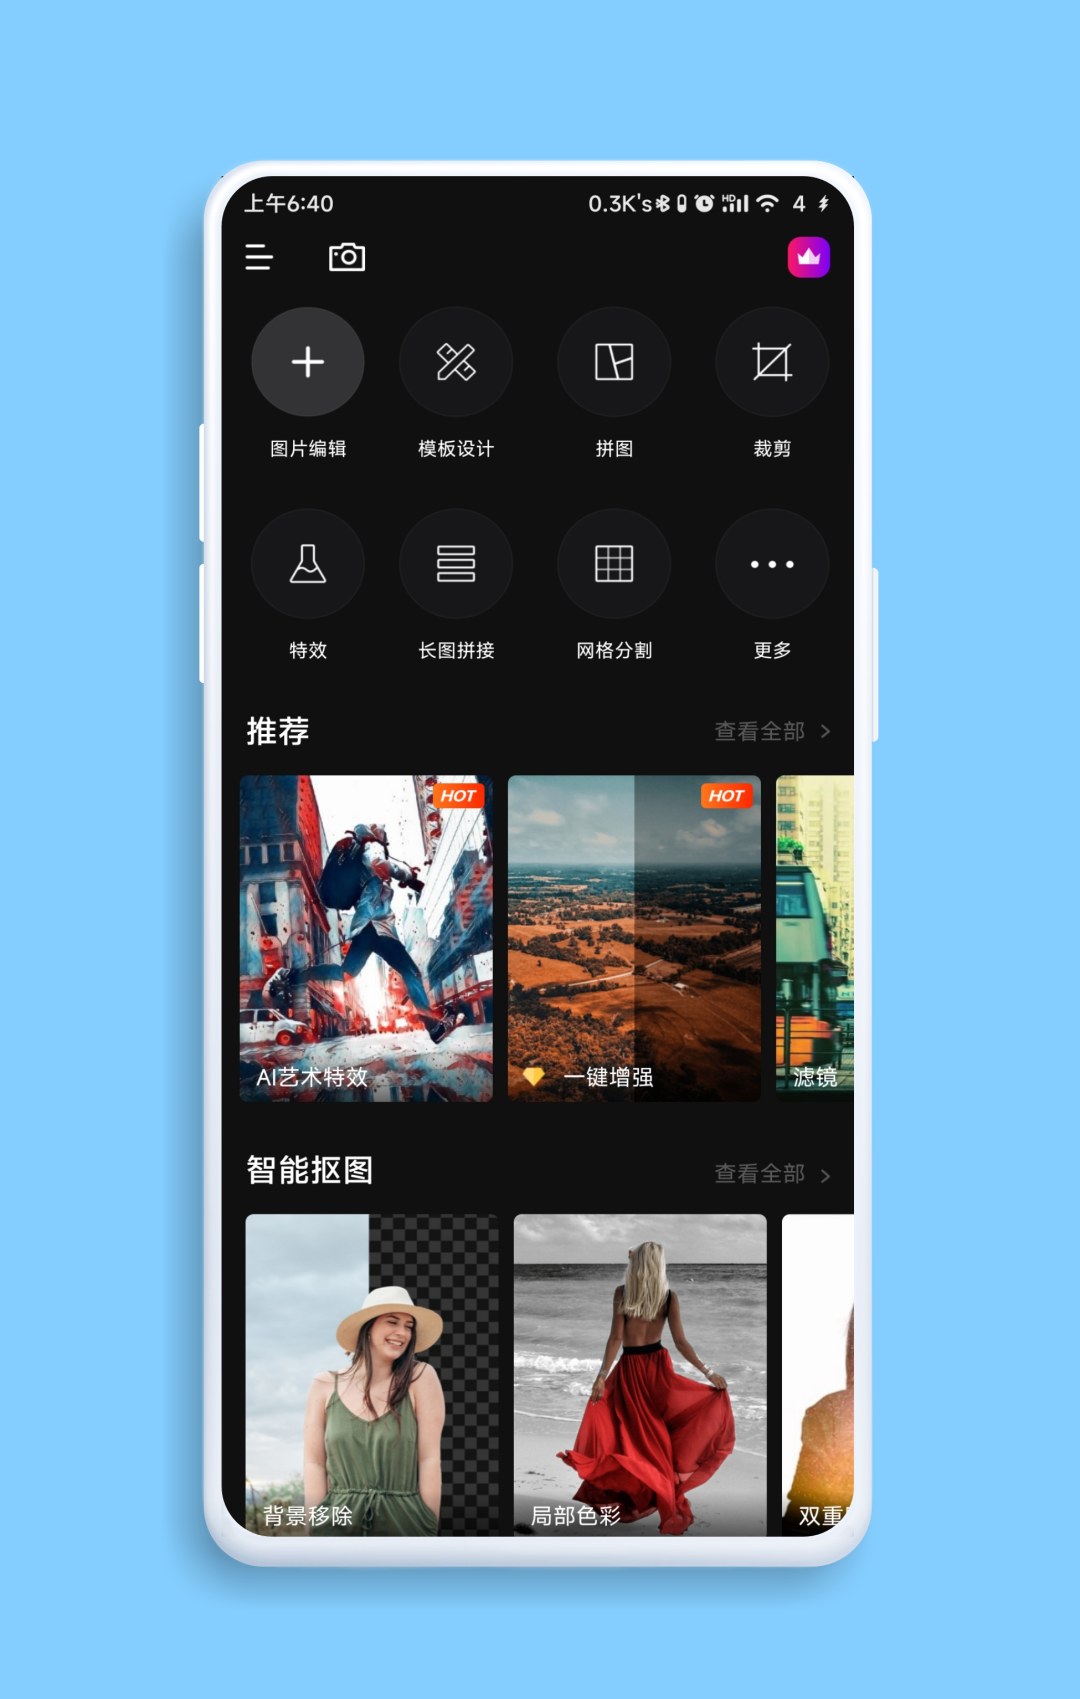 上午6:40 0.3K's HD 4
图片编辑 模板设计 拼图 裁剪
特效 长图拼接 网格分割 更多
推荐 查看全部 >
HOT HOT
AI艺术特效 一键增强 滤镜
智能抠图 查看全部 >
背景移除 局部色彩 双重